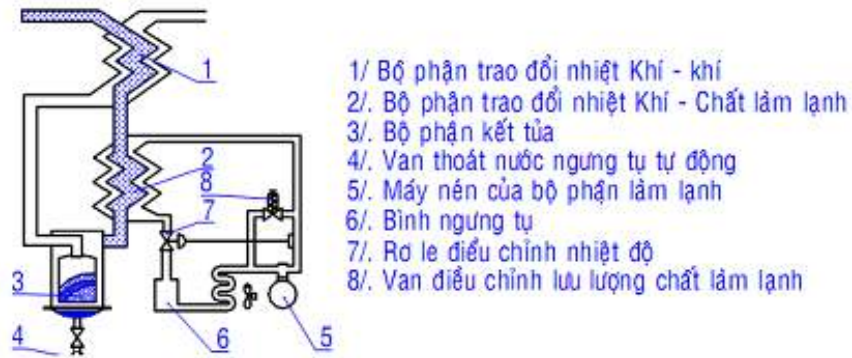 1
2
8
7
3
4
6
5
1/ Bộ phận trao đổi nhiệt Khí - khí
2/. Bộ phận trao đổi nhiệt Khí - Chất làm lạnh
3/. Bộ phận kết tủa
4/. Van thoát nước ngưng tụ tự động
5/. Máy nén của bộ phận làm lạnh
6/. Bình ngưng tụ
7/. Rơ le điều chỉnh nhiệt độ
8/. Van điều chỉnh lưu lượng chất làm lạnh